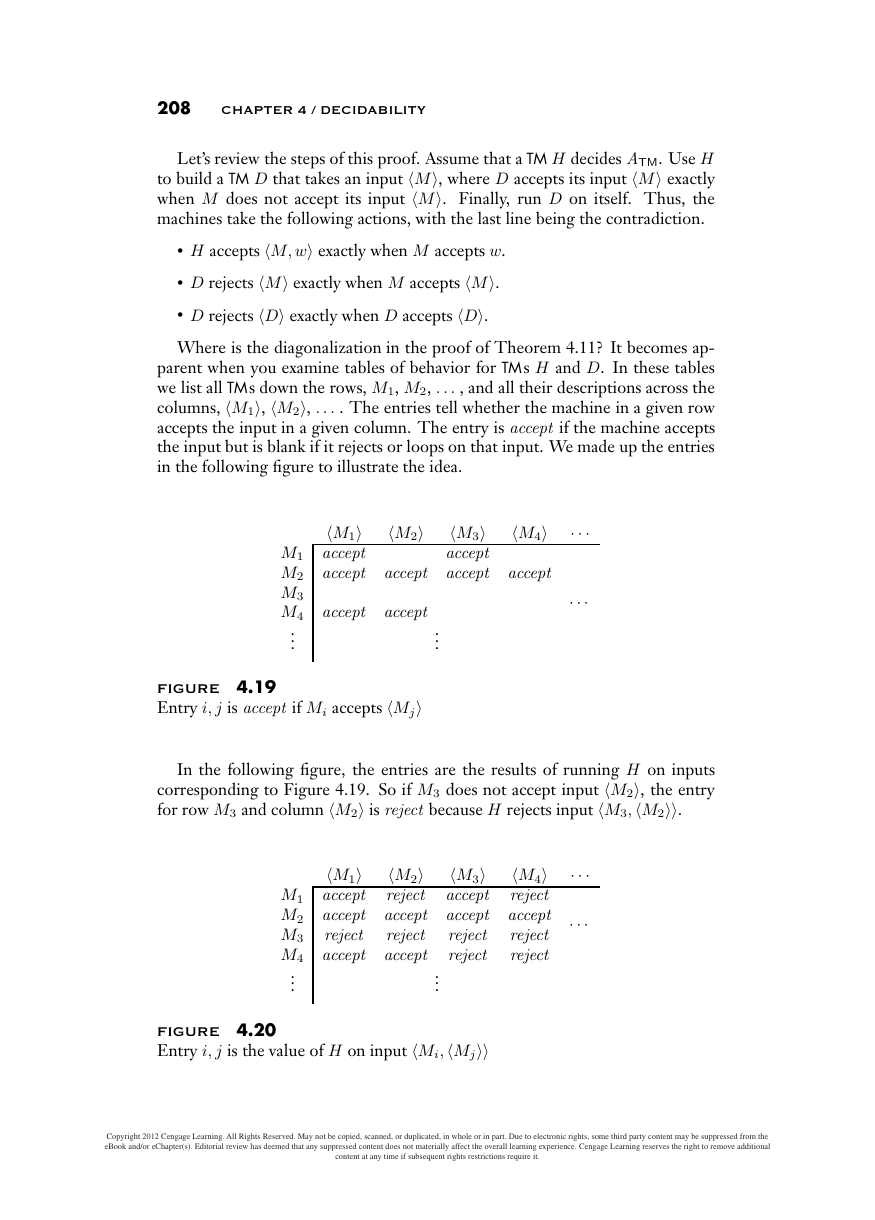 208 CHAPTER 4 / DECIDABILITY
Let’s review the steps of this proof. Assume that a TM H decides A_TM. Use H
to build a TM D that takes an input ⟨M⟩, where D accepts its input ⟨M⟩ exactly
when M does not accept its input ⟨M⟩. Finally, run D on itself. Thus, the
machines take the following actions, with the last line being the contradiction.
• H accepts ⟨M, w⟩ exactly when M accepts w.
• D rejects ⟨M⟩ exactly when M accepts ⟨M⟩.
• D rejects ⟨D⟩ exactly when D accepts ⟨D⟩.
Where is the diagonalization in the proof of Theorem 4.11? It becomes ap-
parent when you examine tables of behavior for TMs H and D. In these tables
we list all TMs down the rows, M₁, M₂, . . . , and all their descriptions across the
columns, ⟨M₁⟩, ⟨M₂⟩, . . . . The entries tell whether the machine in a given row
accepts the input in a given column. The entry is accept if the machine accepts
the input but is blank if it rejects or loops on that input. We made up the entries
in the following figure to illustrate the idea.
⟨M₁⟩ ⟨M₂⟩ ⟨M₃⟩ ⟨M₄⟩ ···
M₁ accept accept
M₂ accept accept accept accept
M₃
···
M₄ accept accept
⋮ ⋮
FIGURE 4.19
Entry i, j is accept if Mᵢ accepts ⟨Mⱼ⟩
In the following figure, the entries are the results of running H on inputs
corresponding to Figure 4.19. So if M₃ does not accept input ⟨M₂⟩, the entry
for row M₃ and column ⟨M₂⟩ is reject because H rejects input ⟨M₃, ⟨M₂⟩⟩.
⟨M₁⟩ ⟨M₂⟩ ⟨M₃⟩ ⟨M₄⟩ ···
M₁ accept reject accept reject
M₂ accept accept accept accept
···
M₃ reject reject reject reject
M₄ accept accept reject reject
⋮ ⋮
FIGURE 4.20
Entry i, j is the value of H on input ⟨Mᵢ, ⟨Mⱼ⟩⟩
Copyright 2012 Cengage Learning. All Rights Reserved. May not be copied, scanned, or duplicated, in whole or in part. Due to electronic rights, some third party content may be suppressed from the
eBook and/or eChapter(s). Editorial review has deemed that any suppressed content does not materially affect the overall learning experience. Cengage Learning reserves the right to remove additional
content at any time if subsequent rights restrictions require it.